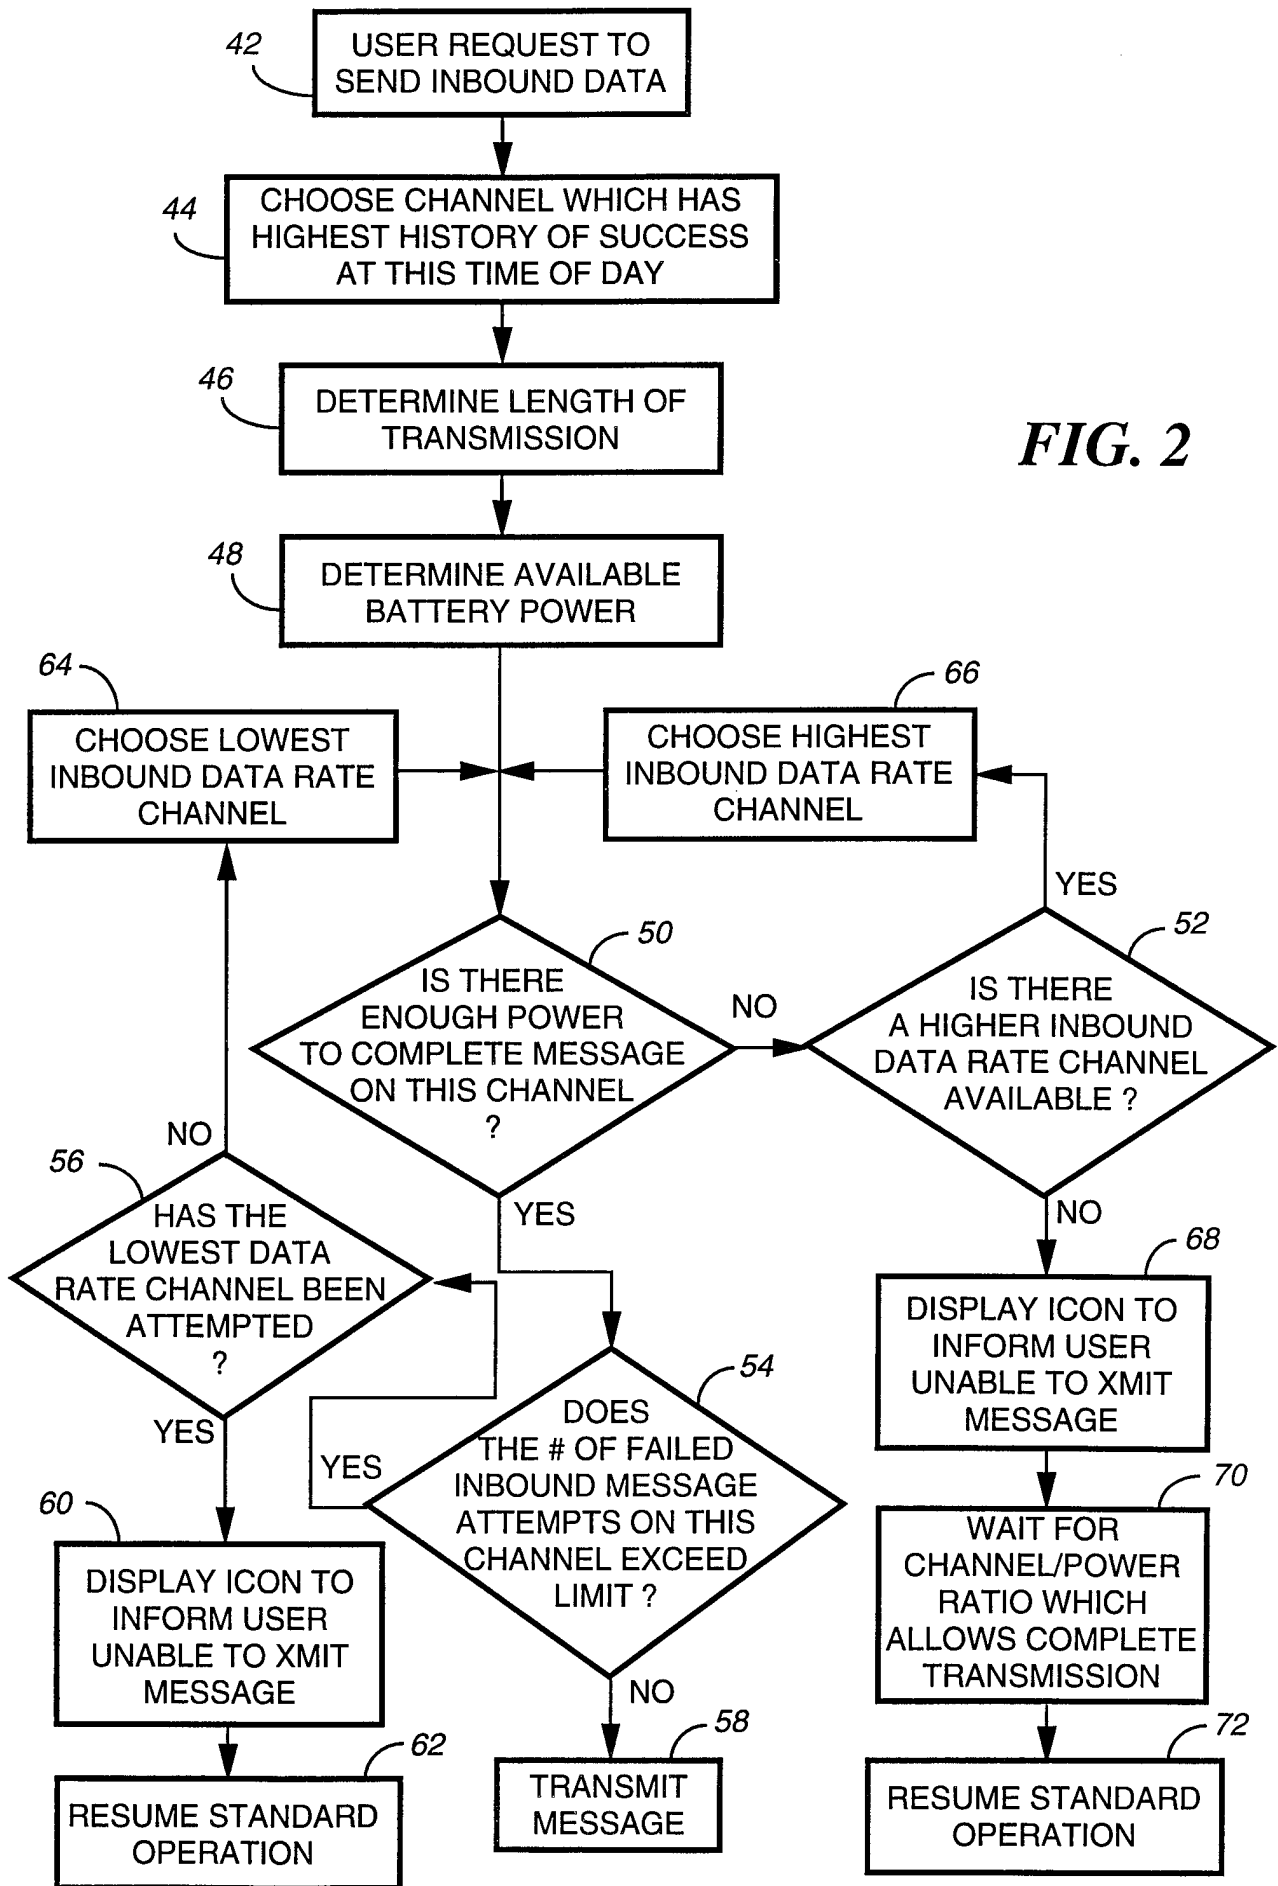 42
USER REQUEST TO
SEND INBOUND DATA
44
CHOOSE CHANNEL WHICH HAS
HIGHEST HISTORY OF SUCCESS
AT THIS TIME OF DAY
46
DETERMINE LENGTH OF
TRANSMISSION
FIG. 2
48
DETERMINE AVAILABLE
BATTERY POWER
64
CHOOSE LOWEST
INBOUND DATA RATE
CHANNEL
66
CHOOSE HIGHEST
INBOUND DATA RATE
CHANNEL
YES
50
IS THERE
ENOUGH POWER
TO COMPLETE MESSAGE
ON THIS CHANNEL
?
NO
52
IS THERE
A HIGHER INBOUND
DATA RATE CHANNEL
AVAILABLE ?
NO
56
HAS THE
LOWEST DATA
RATE CHANNEL BEEN
ATTEMPTED
?
YES
YES
NO
68
DISPLAY ICON TO
INFORM USER
UNABLE TO XMIT
MESSAGE
54
DOES
THE # OF FAILED
INBOUND MESSAGE
ATTEMPTS ON THIS
CHANNEL EXCEED
LIMIT ?
YES
NO
60
DISPLAY ICON TO
INFORM USER
UNABLE TO XMIT
MESSAGE
70
WAIT FOR
CHANNEL/POWER
RATIO WHICH
ALLOWS COMPLETE
TRANSMISSION
62
RESUME STANDARD
OPERATION
58
TRANSMIT
MESSAGE
72
RESUME STANDARD
OPERATION